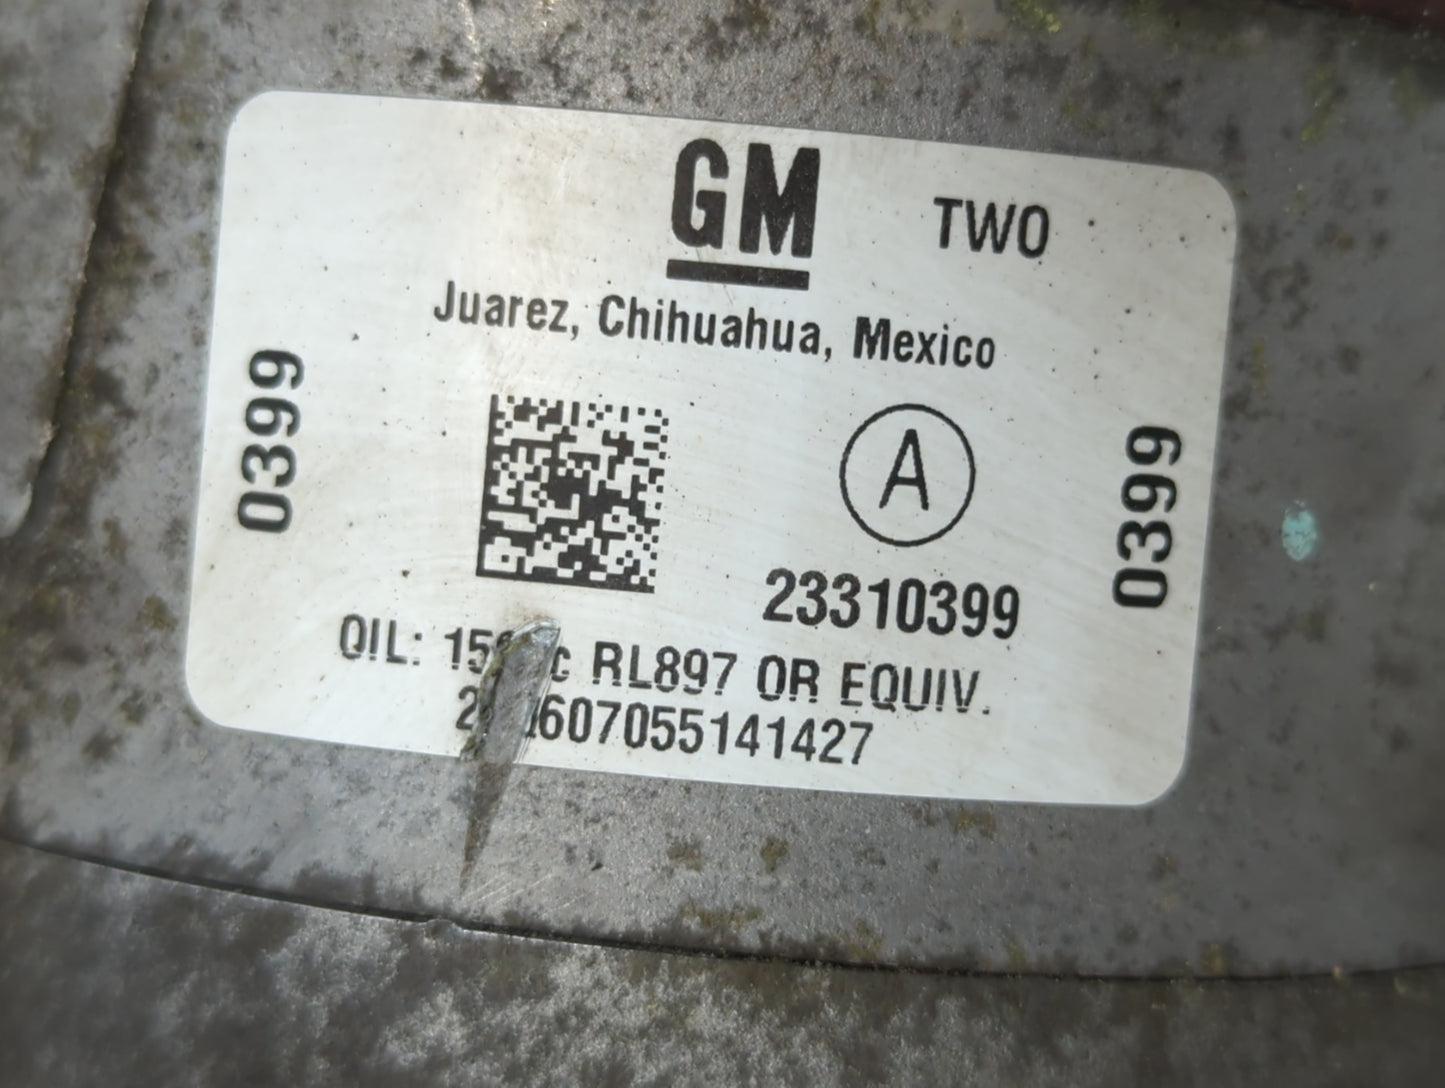 GM TWO
Juarez, Chihuahua, Mexico
0399
A
0399
23310399
OIL: RL897 OR EQUIV.
607055141427